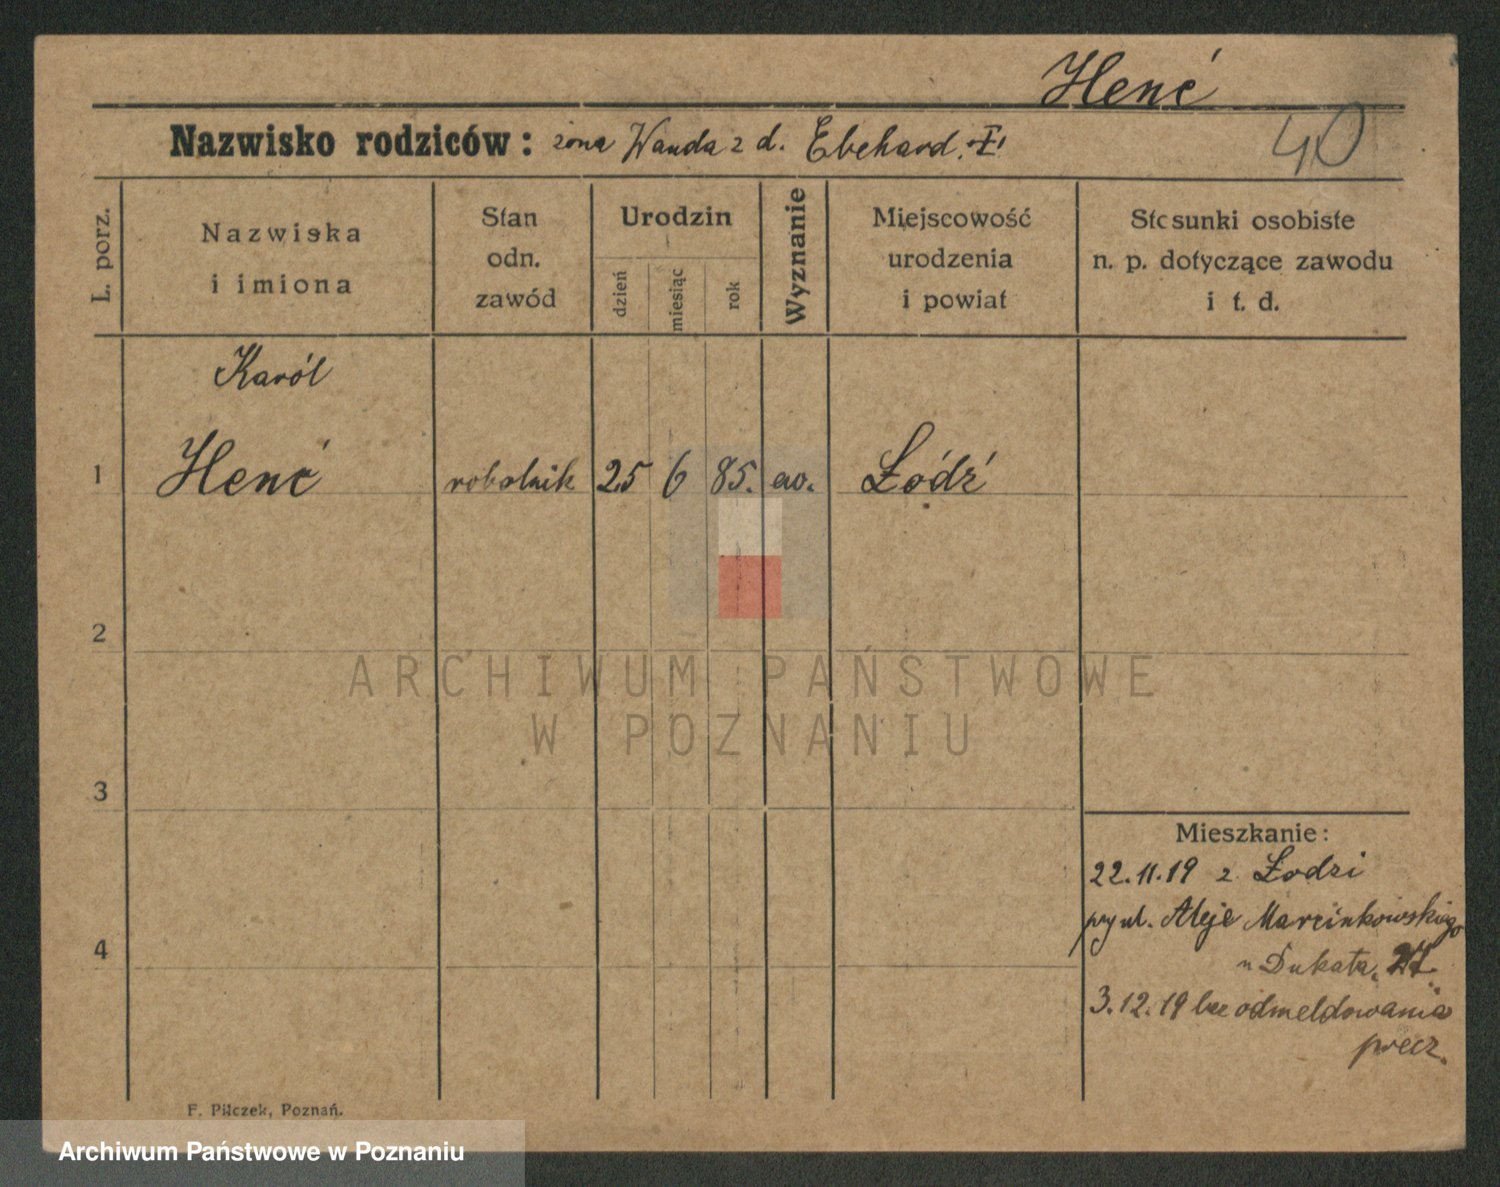 Henć
40
Nazwisko rodziców: żona Wanda z d. Ebehard.
L. porz.
Nazwiska
i imiona
Stan
odn.
zawód
Urodzin
dzień
miesiąc
rok
Wyznanie
Miejscowość
urodzenia
i powiat
Stosunki osobiste
n. p. dotyczące zawodu
i t. d.
Karól
1 Henć robotnik 25 6 85. ew. Łódź
2
3
4
Mieszkanie:
22.11.19 z Łodzi
przy ul. Aleje Marcinkowskiego
u Dukata. 27.
3.12.19 bez odmeldowania
precz.
F. Pilczek, Poznań.
ARCHIWUM PAŃSTWOWE
W POZNANIU
Archiwum Państwowe w Poznaniu